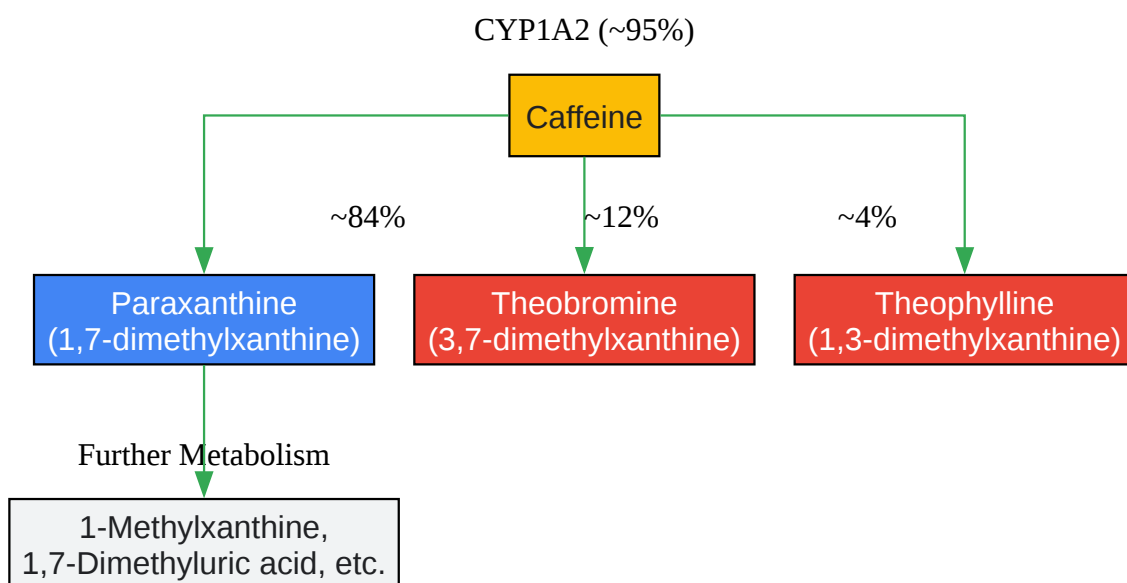 CYP1A2 (~95%)
Caffeine
~84%
~12%
~4%
Paraxanthine
(1,7-dimethylxanthine)
Theobromine
(3,7-dimethylxanthine)
Theophylline
(1,3-dimethylxanthine)
Further Metabolism
1-Methylxanthine,
1,7-Dimethyluric acid, etc.